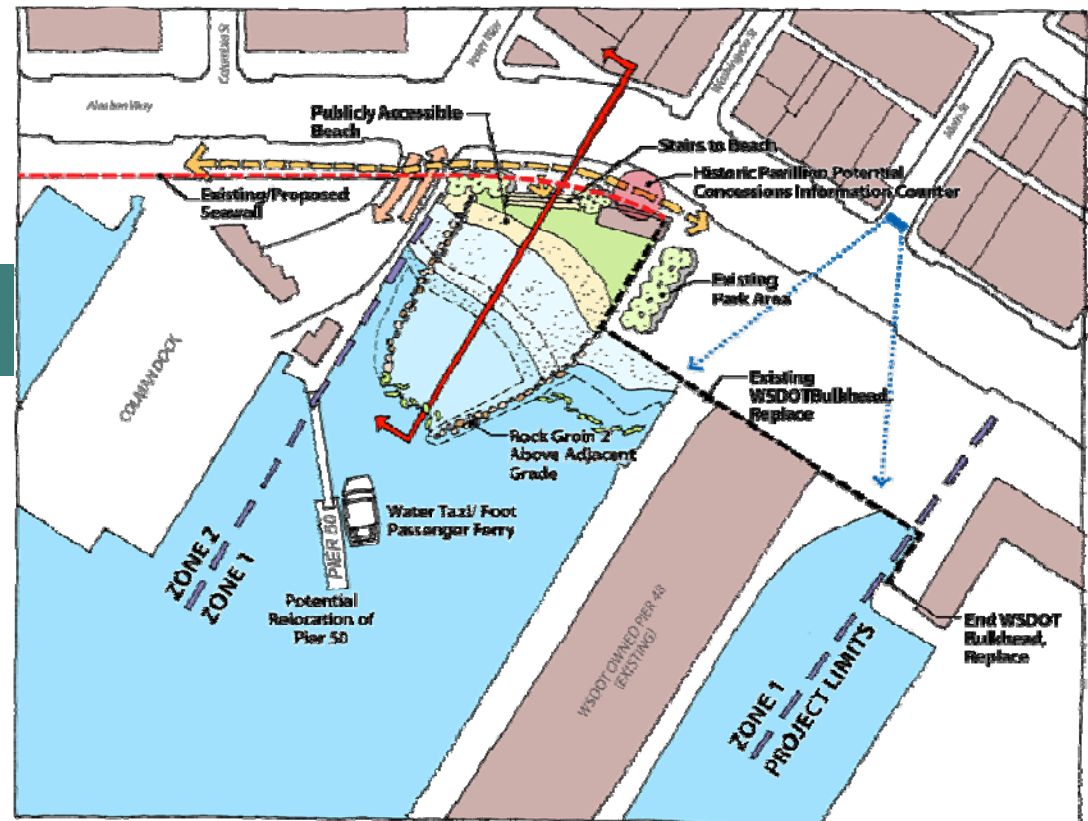 Columbia St
Yesler Way
Washington St
Main St
Alaskan Way
Publicly Accessible
Beach
Stairs to Beach
Historic Pavillion, Potential
Concessions Information Counter
Existing/Proposed
Seawall
Existing
Park Area
COLMAN DOCK
Existing
WSDOT Bulkhead,
Replace
Rock Groin 2'
Above Adjacent
Grade
Water Taxi/ Foot
Passenger Ferry
PIER 50
ZONE 2
ZONE 1
Potential
Relocation of
Pier 50
WSDOT OWNED PIER 48
(EXISTING)
End WSDOT
Bulkhead,
Replace
ZONE 1
PROJECT LIMITS